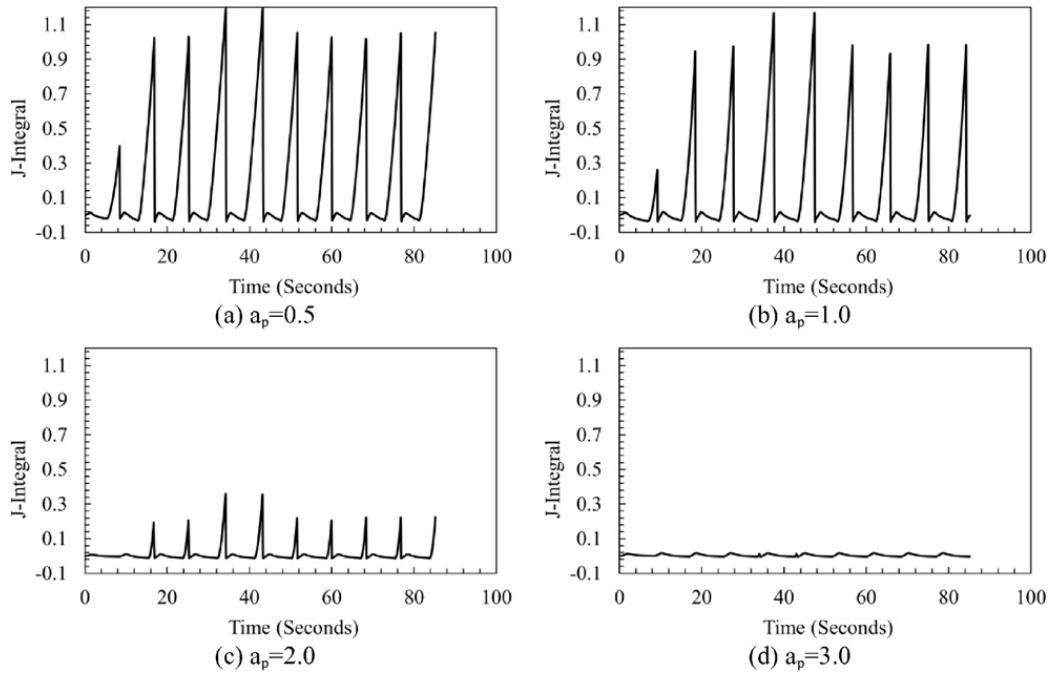 1.1
0.9
0.7
0.5
0.3
0.1
-0.1
J-Integral
0 20 40 60 80 100
Time (Seconds)
(a) aₚ=0.5
1.1
0.9
0.7
0.5
0.3
0.1
-0.1
J-Integral
0 20 40 60 80 100
Time (Seconds)
(b) aₚ=1.0
1.1
0.9
0.7
0.5
0.3
0.1
-0.1
J-Integral
0 20 40 60 80 100
Time (Seconds)
(c) aₚ=2.0
1.1
0.9
0.7
0.5
0.3
0.1
-0.1
J-Integral
0 20 40 60 80 100
Time (Seconds)
(d) aₚ=3.0